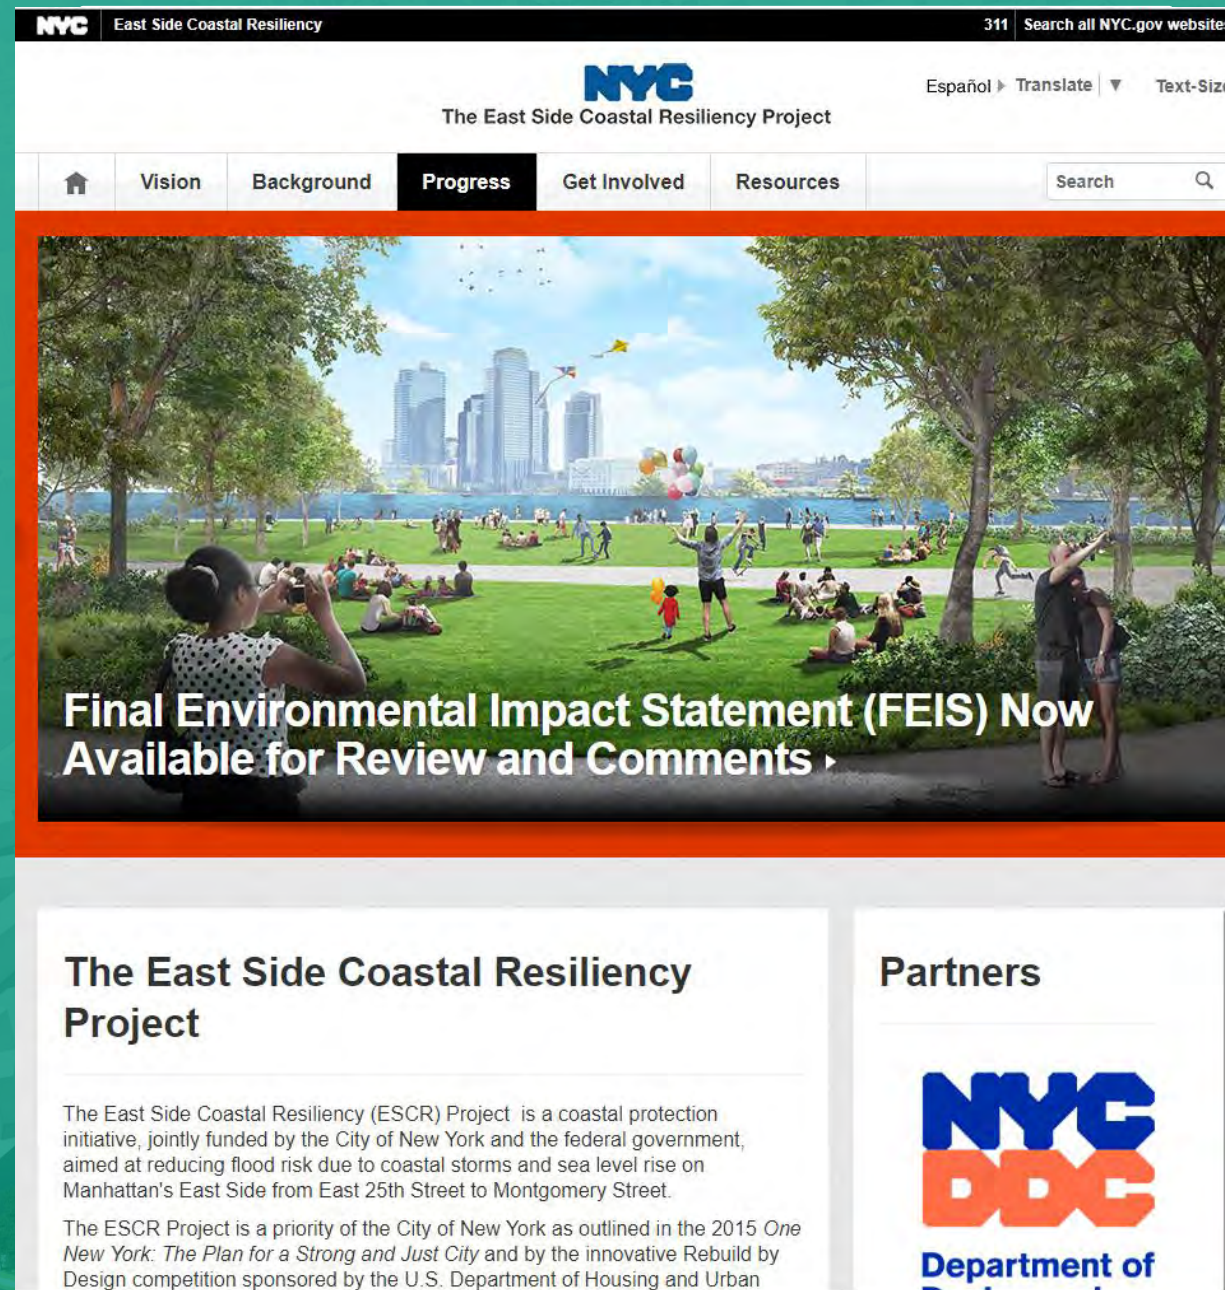 NYC East Side Coastal Resiliency 311 Search all NYC.gov websites
NYC
The East Side Coastal Resiliency Project
Español Translate ▼ Text-Size
Vision Background Progress Get Involved Resources Search
Final Environmental Impact Statement (FEIS) Now
Available for Review and Comments
The East Side Coastal Resiliency
Project
The East Side Coastal Resiliency (ESCR) Project is a coastal protection
initiative, jointly funded by the City of New York and the federal government,
aimed at reducing flood risk due to coastal storms and sea level rise on
Manhattan's East Side from East 25th Street to Montgomery Street.
The ESCR Project is a priority of the City of New York as outlined in the 2015 One
New York: The Plan for a Strong and Just City and by the innovative Rebuild by
Design competition sponsored by the U.S. Department of Housing and Urban
Partners
NYC
DDC
Department of